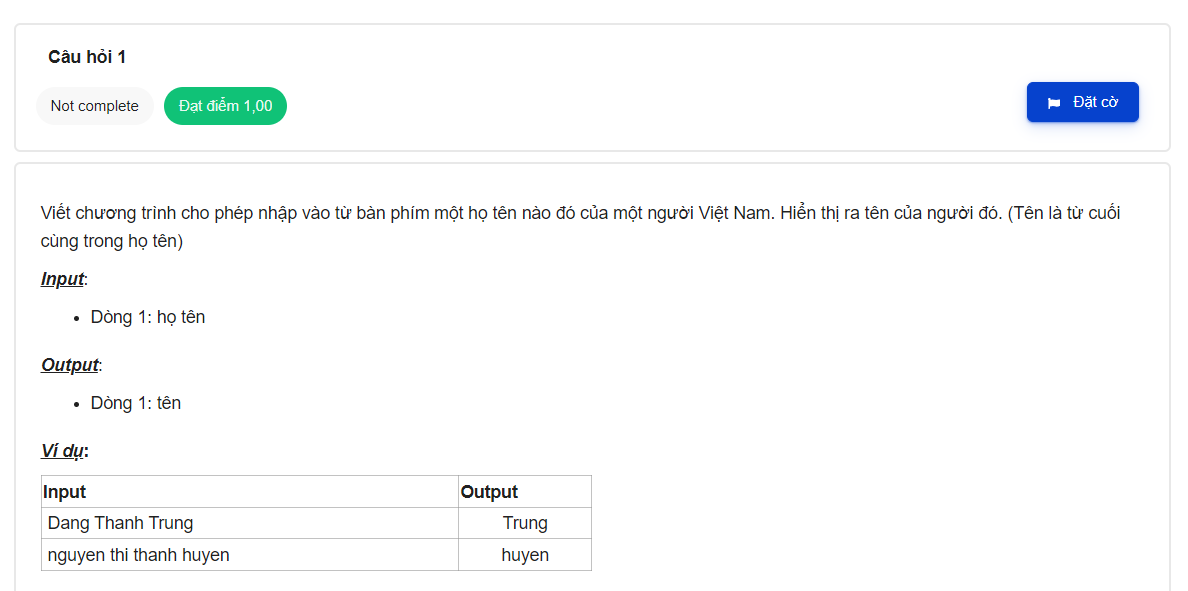 Câu hỏi 1
Not complete
Đạt điểm 1,00
Đặt cờ
Viết chương trình cho phép nhập vào từ bàn phím một họ tên nào đó của một người Việt Nam. Hiển thị ra tên của người đó. (Tên là từ cuối
cùng trong họ tên)
Input:
• Dòng 1: họ tên
Output:
• Dòng 1: tên
Ví dụ:
Input Output
Dang Thanh Trung Trung
nguyen thi thanh huyen huyen